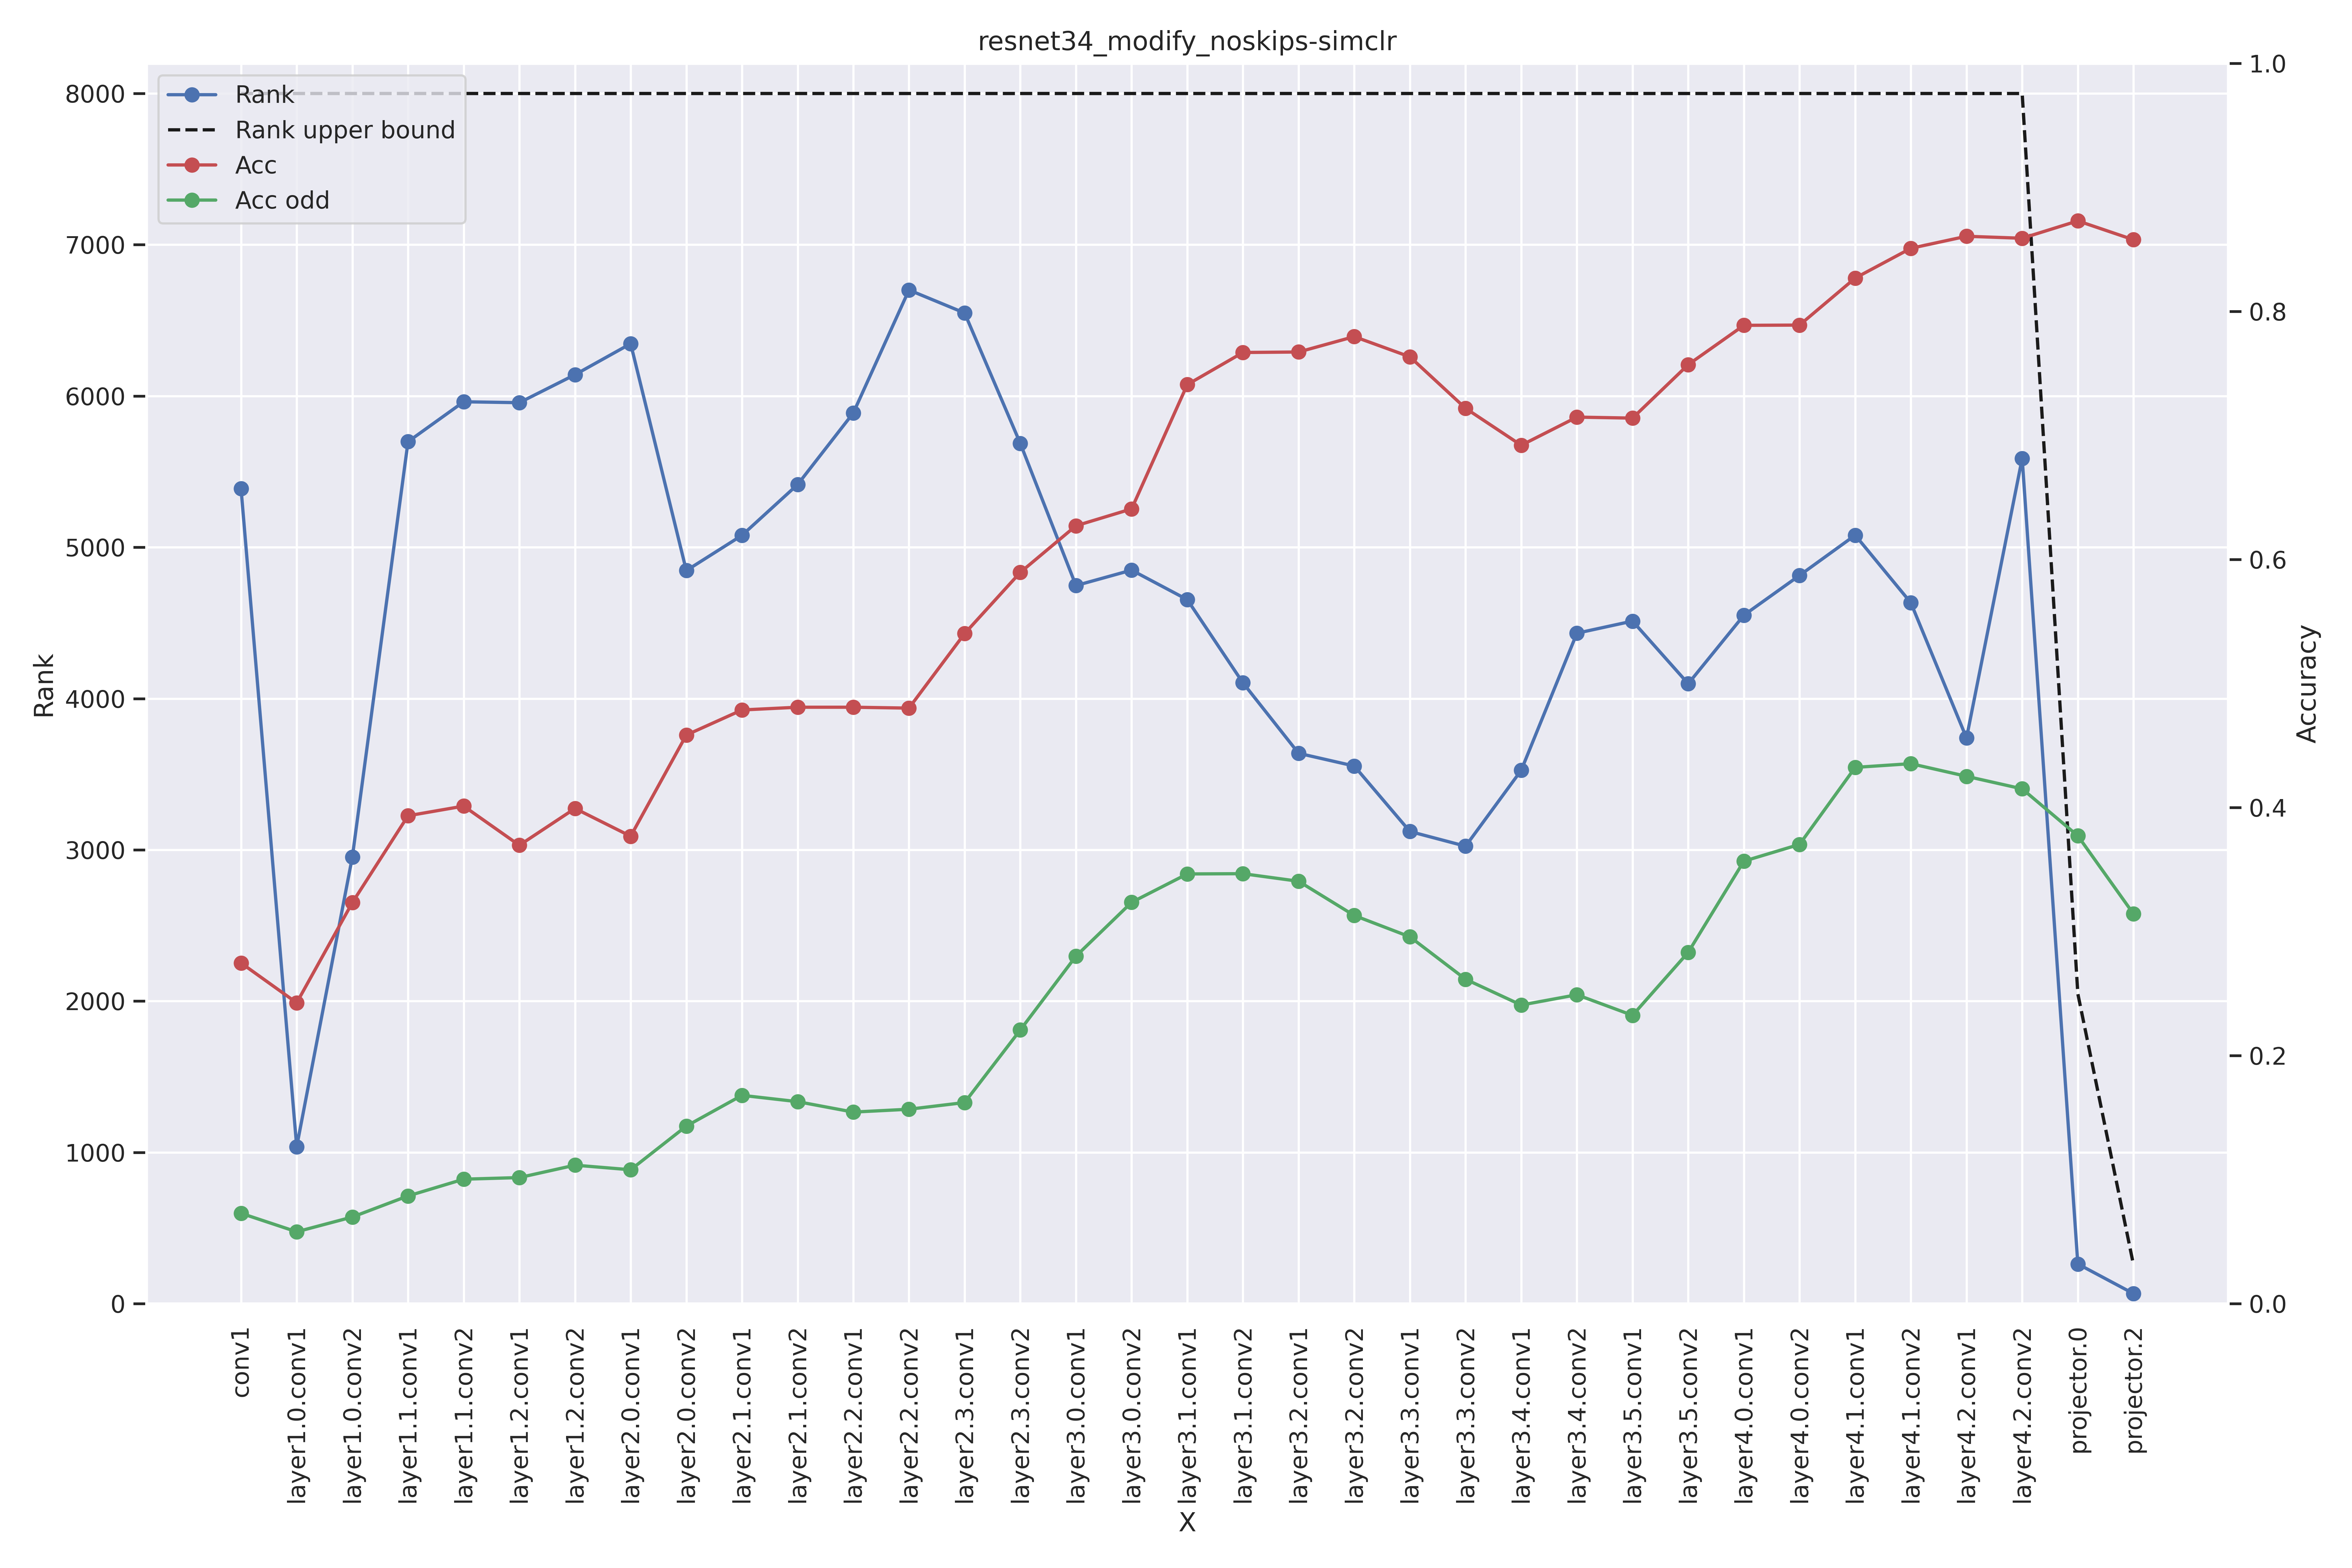 resnet34_modify_noskips-simclr
Rank
Rank upper bound
Acc
Acc odd
8000
7000
6000
5000
4000
3000
2000
1000
0
Rank
1.0
0.8
0.6
0.4
0.2
0.0
Accuracy
conv1
layer1.0.conv1
layer1.0.conv2
layer1.1.conv1
layer1.1.conv2
layer1.2.conv1
layer1.2.conv2
layer2.0.conv1
layer2.0.conv2
layer2.1.conv1
layer2.1.conv2
layer2.2.conv1
layer2.2.conv2
layer2.3.conv1
layer2.3.conv2
layer3.0.conv1
layer3.0.conv2
layer3.1.conv1
layer3.1.conv2
layer3.2.conv1
layer3.2.conv2
layer3.3.conv1
layer3.3.conv2
layer3.4.conv1
layer3.4.conv2
layer3.5.conv1
layer3.5.conv2
layer4.0.conv1
layer4.0.conv2
layer4.1.conv1
layer4.1.conv2
layer4.2.conv1
layer4.2.conv2
projector.0
projector.2
X